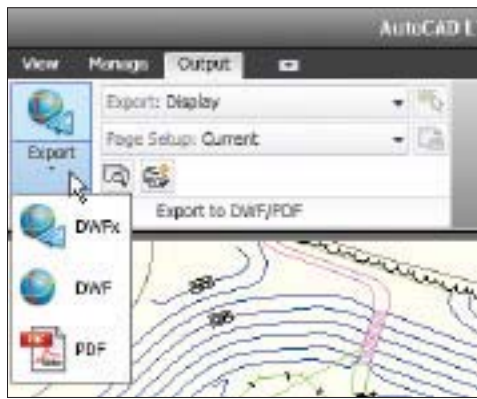 AutoCAD L
View Manage Output
Export: Display
Page Setup: Current
Export
Export to DWF/PDF
DWFx
DWF
PDF